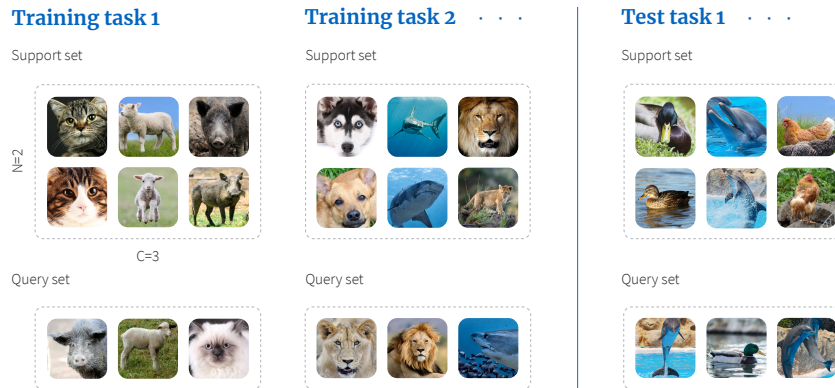 Training task 1
Training task 2 · · ·
Test task 1 · · ·
Support set
Support set
Support set
N=2
C=3
Query set
Query set
Query set